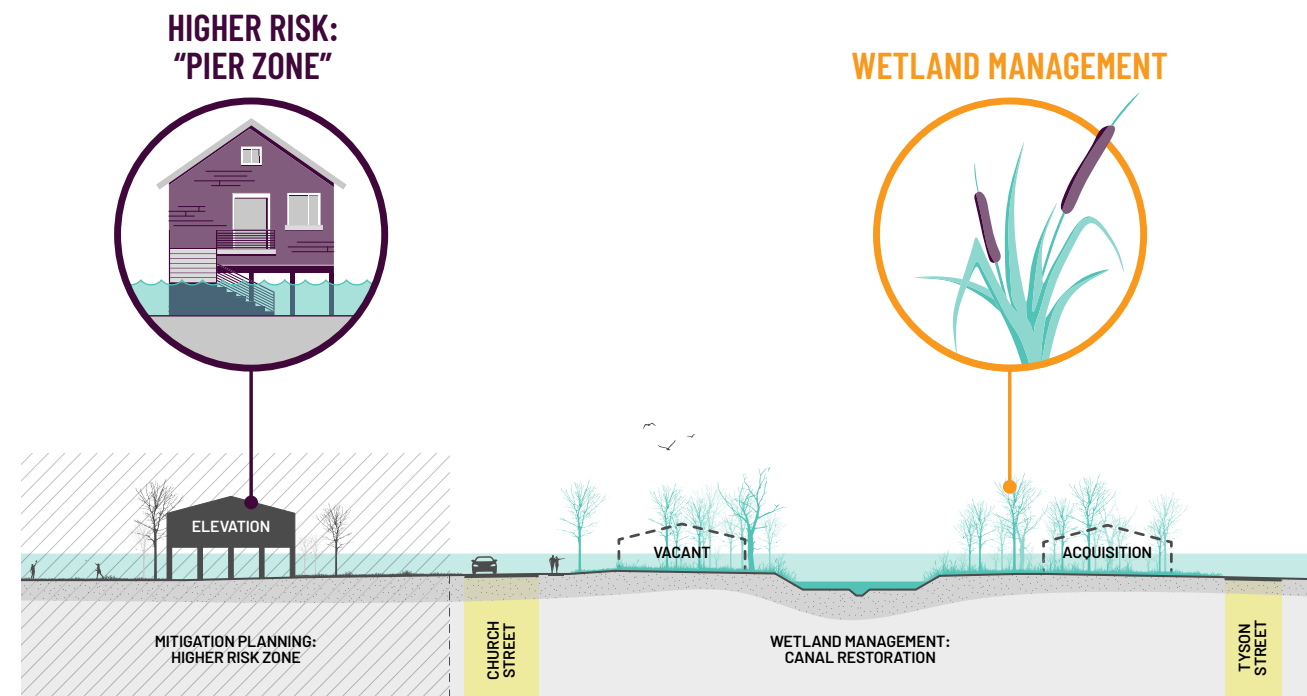 HIGHER RISK:
“PIER ZONE”
WETLAND MANAGEMENT
ELEVATION
VACANT
ACQUISITION
MITIGATION PLANNING:
HIGHER RISK ZONE
CHURCH
STREET
WETLAND MANAGEMENT:
CANAL RESTORATION
TYSON
STREET